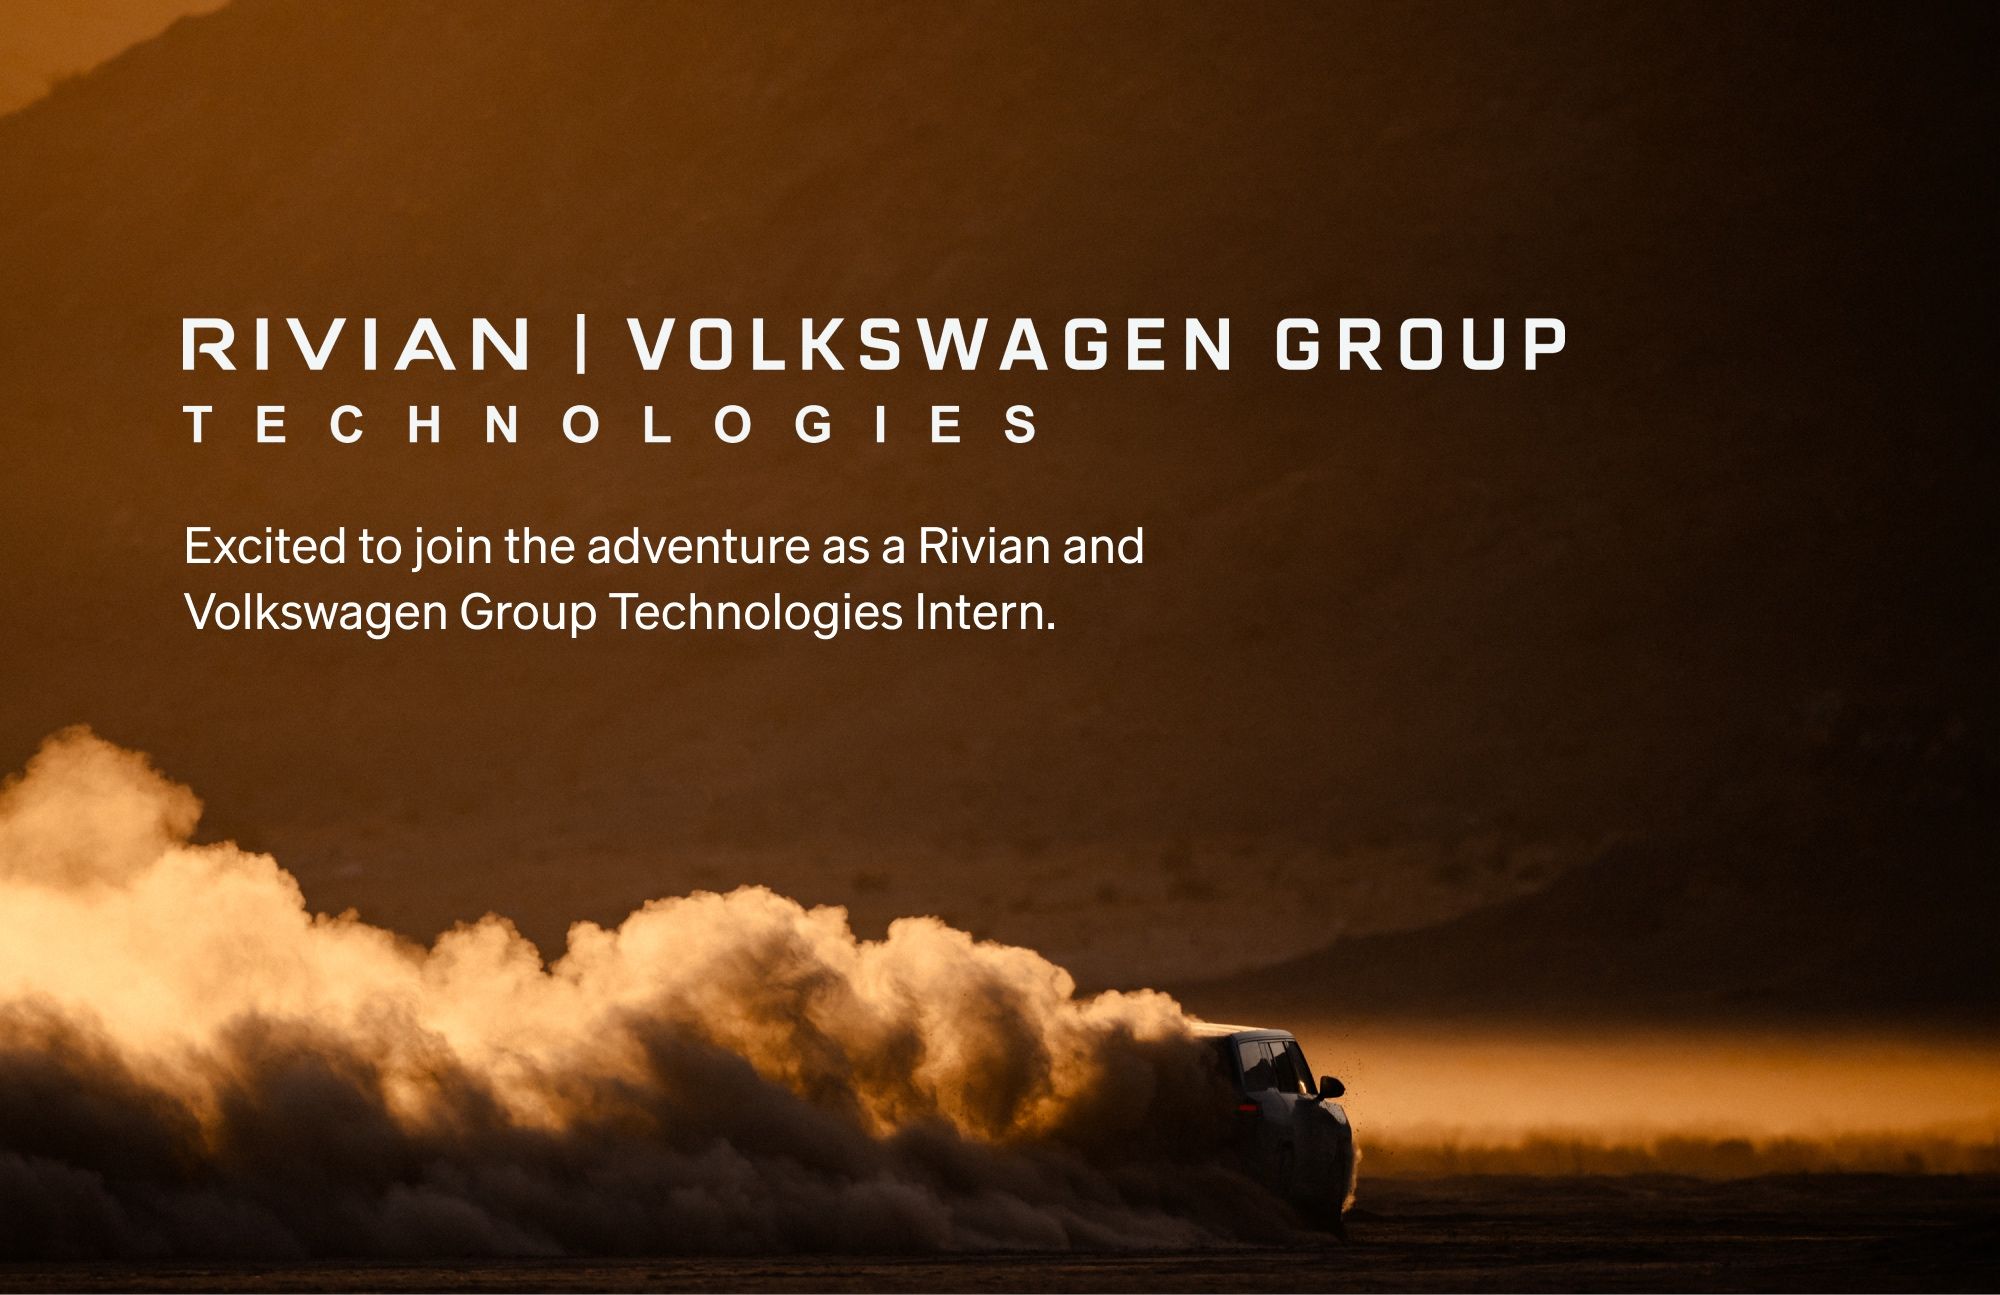 RIVIAN | VOLKSWAGEN GROUP
TECHNOLOGIES
Excited to join the adventure as a Rivian and
Volkswagen Group Technologies Intern.